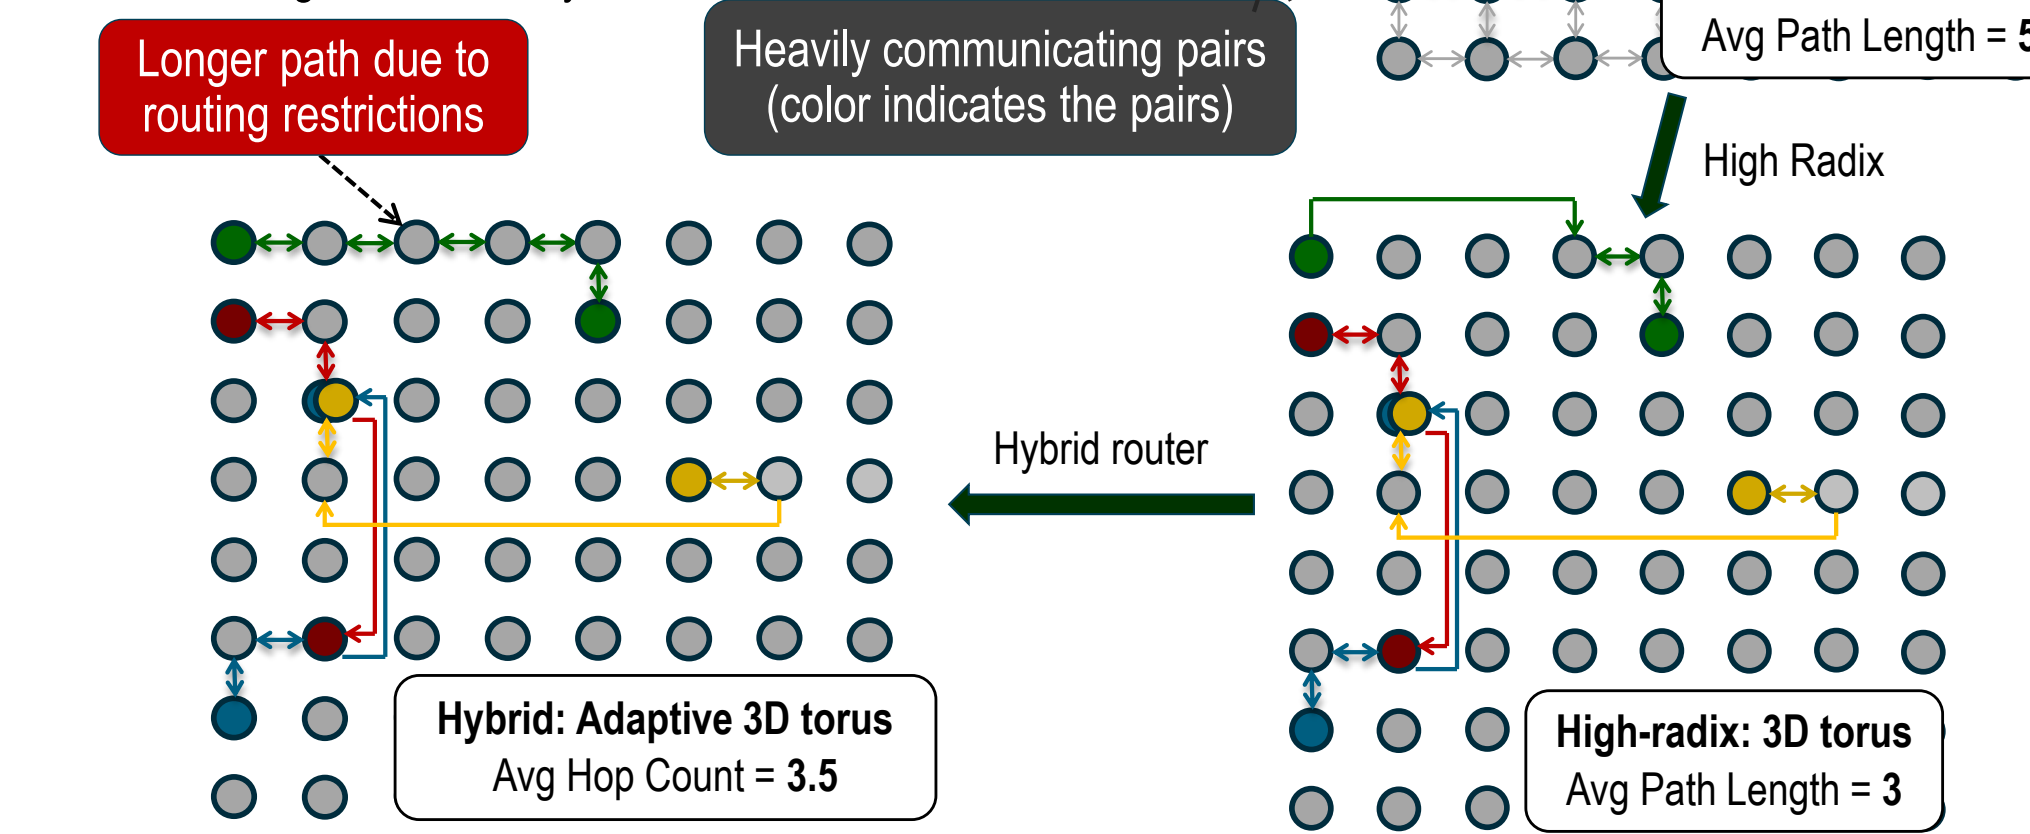 Avg Path Length = 5
Longer path due to
routing restrictions
Heavily communicating pairs
(color indicates the pairs)
High Radix
Hybrid router
Hybrid: Adaptive 3D torus
Avg Hop Count = 3.5
High-radix: 3D torus
Avg Path Length = 3